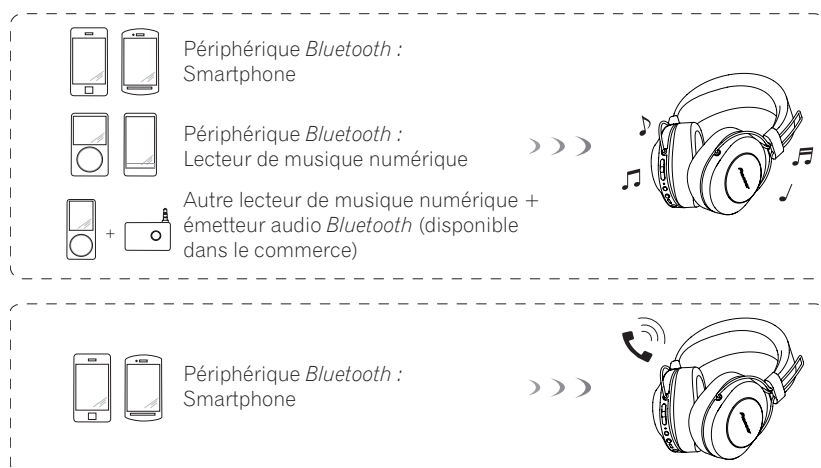 Périphérique Bluetooth :
Smartphone
Périphérique Bluetooth :
Lecteur de musique numérique
+
Autre lecteur de musique numérique +
émetteur audio Bluetooth (disponible
dans le commerce)
Périphérique Bluetooth :
Smartphone